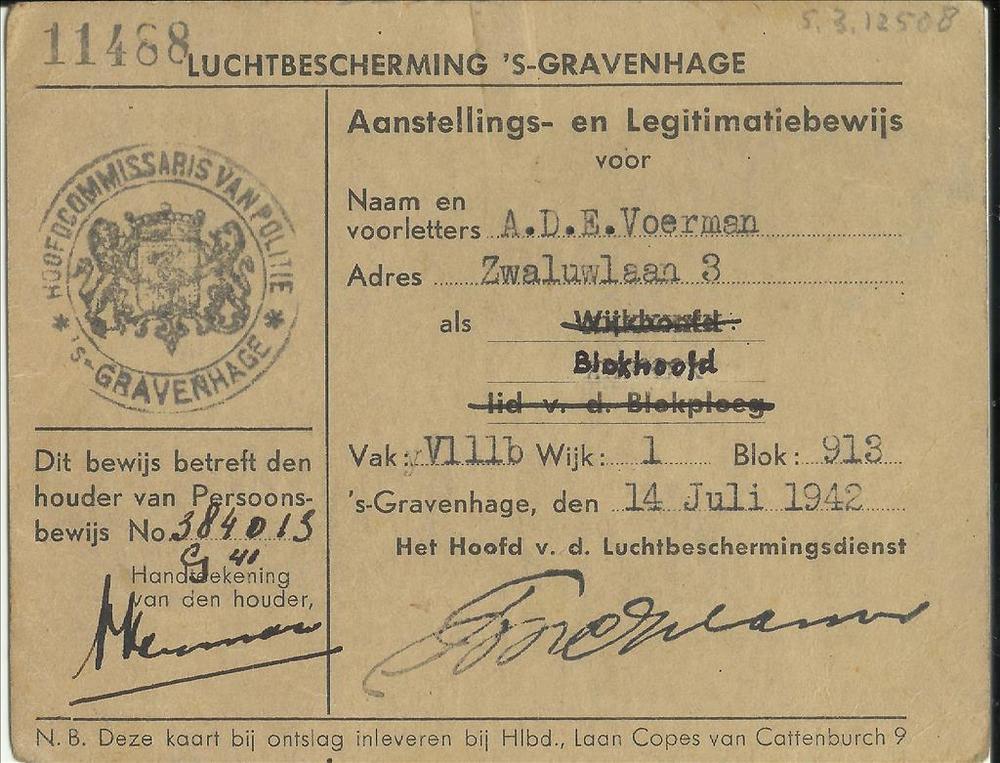 11488
5.3.12508
LUCHTBESCHERMING 'S-GRAVENHAGE
HOOFDCOMMISSARIS VAN POLITIE
* 'S-GRAVENHAGE *
Aanstellings- en Legitimatiebewijs
voor
Naam en
voorletters A.D.E.Voerman
Adres Zwaluwlaan 3
als Wijkhoofd.
Blokhoofd
lid v. d. Blokploeg
Vak: V111b Wijk: 1 Blok: 913
's-Gravenhage, den 14 Juli 1942
Het Hoofd v. d. Luchtbeschermingsdienst
Dit bewijs betreft den
houder van Persoons-
bewijs No. 384013
G 41
Handteekening
van den houder,
N.B. Deze kaart bij ontslag inleveren bij Hlbd., Laan Copes van Cattenburch 9